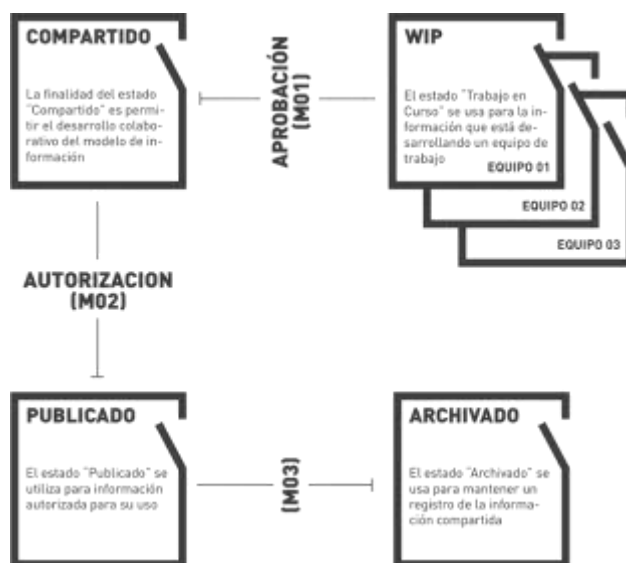 COMPARTIDO
La finalidad del estado
"Compartido" es permi-
tir el desarrollo colabo-
rativo del modelo de in-
formación
APROBACIÓN
(M01)
WIP
El estado "Trabajo en
Curso" se usa para la in-
formación que está de-
sarrollando un equipo de
trabajo
EQUIPO 01
EQUIPO 02
EQUIPO 03
AUTORIZACION
(M02)
PUBLICADO
El estado "Publicado" se
utiliza para información
autorizada para su uso
(M03)
ARCHIVADO
El estado "Archivado" se
usa para mantener un
registro de la informa-
ción compartida